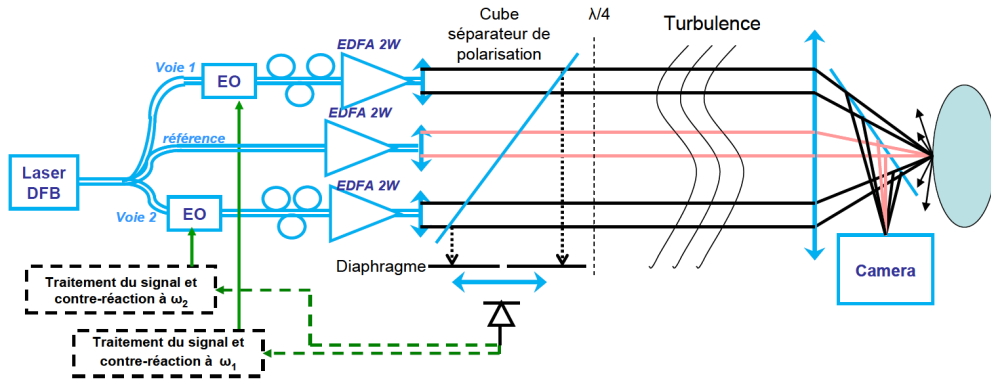 Cube
séparateur de
polarisation
λ/4
Turbulence
EDFA 2W
Voie 1
EO
EDFA 2W
référence
Laser
DFB
EDFA 2W
Voie 2
EO
Diaphragme
Camera
Traitement du signal et
contre-réaction à ω2
Traitement du signal et
contre-réaction à ω1